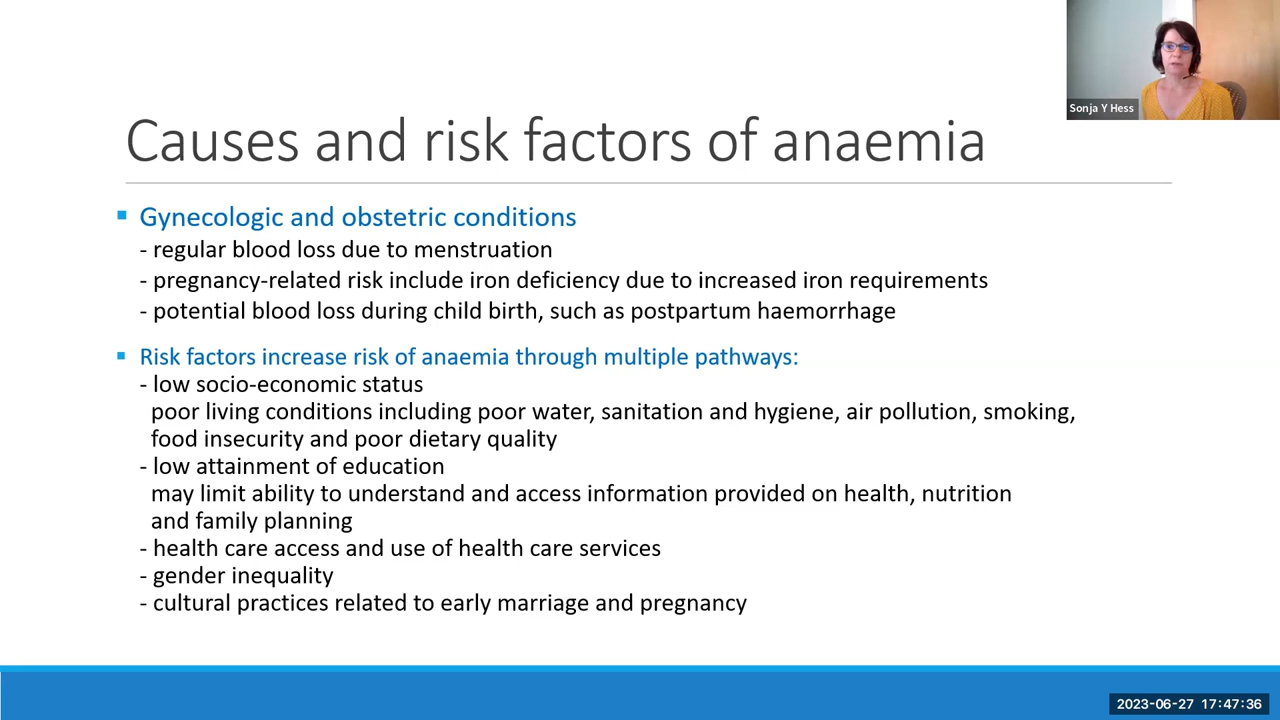 Sonja Y Hess
Causes and risk factors of anaemia
▪ Gynecologic and obstetric conditions
- regular blood loss due to menstruation
- pregnancy-related risk include iron deficiency due to increased iron requirements
- potential blood loss during child birth, such as postpartum haemorrhage
▪ Risk factors increase risk of anaemia through multiple pathways:
- low socio-economic status
poor living conditions including poor water, sanitation and hygiene, air pollution, smoking,
food insecurity and poor dietary quality
- low attainment of education
may limit ability to understand and access information provided on health, nutrition
and family planning
- health care access and use of health care services
- gender inequality
- cultural practices related to early marriage and pregnancy
2023-06-27 17:47:36